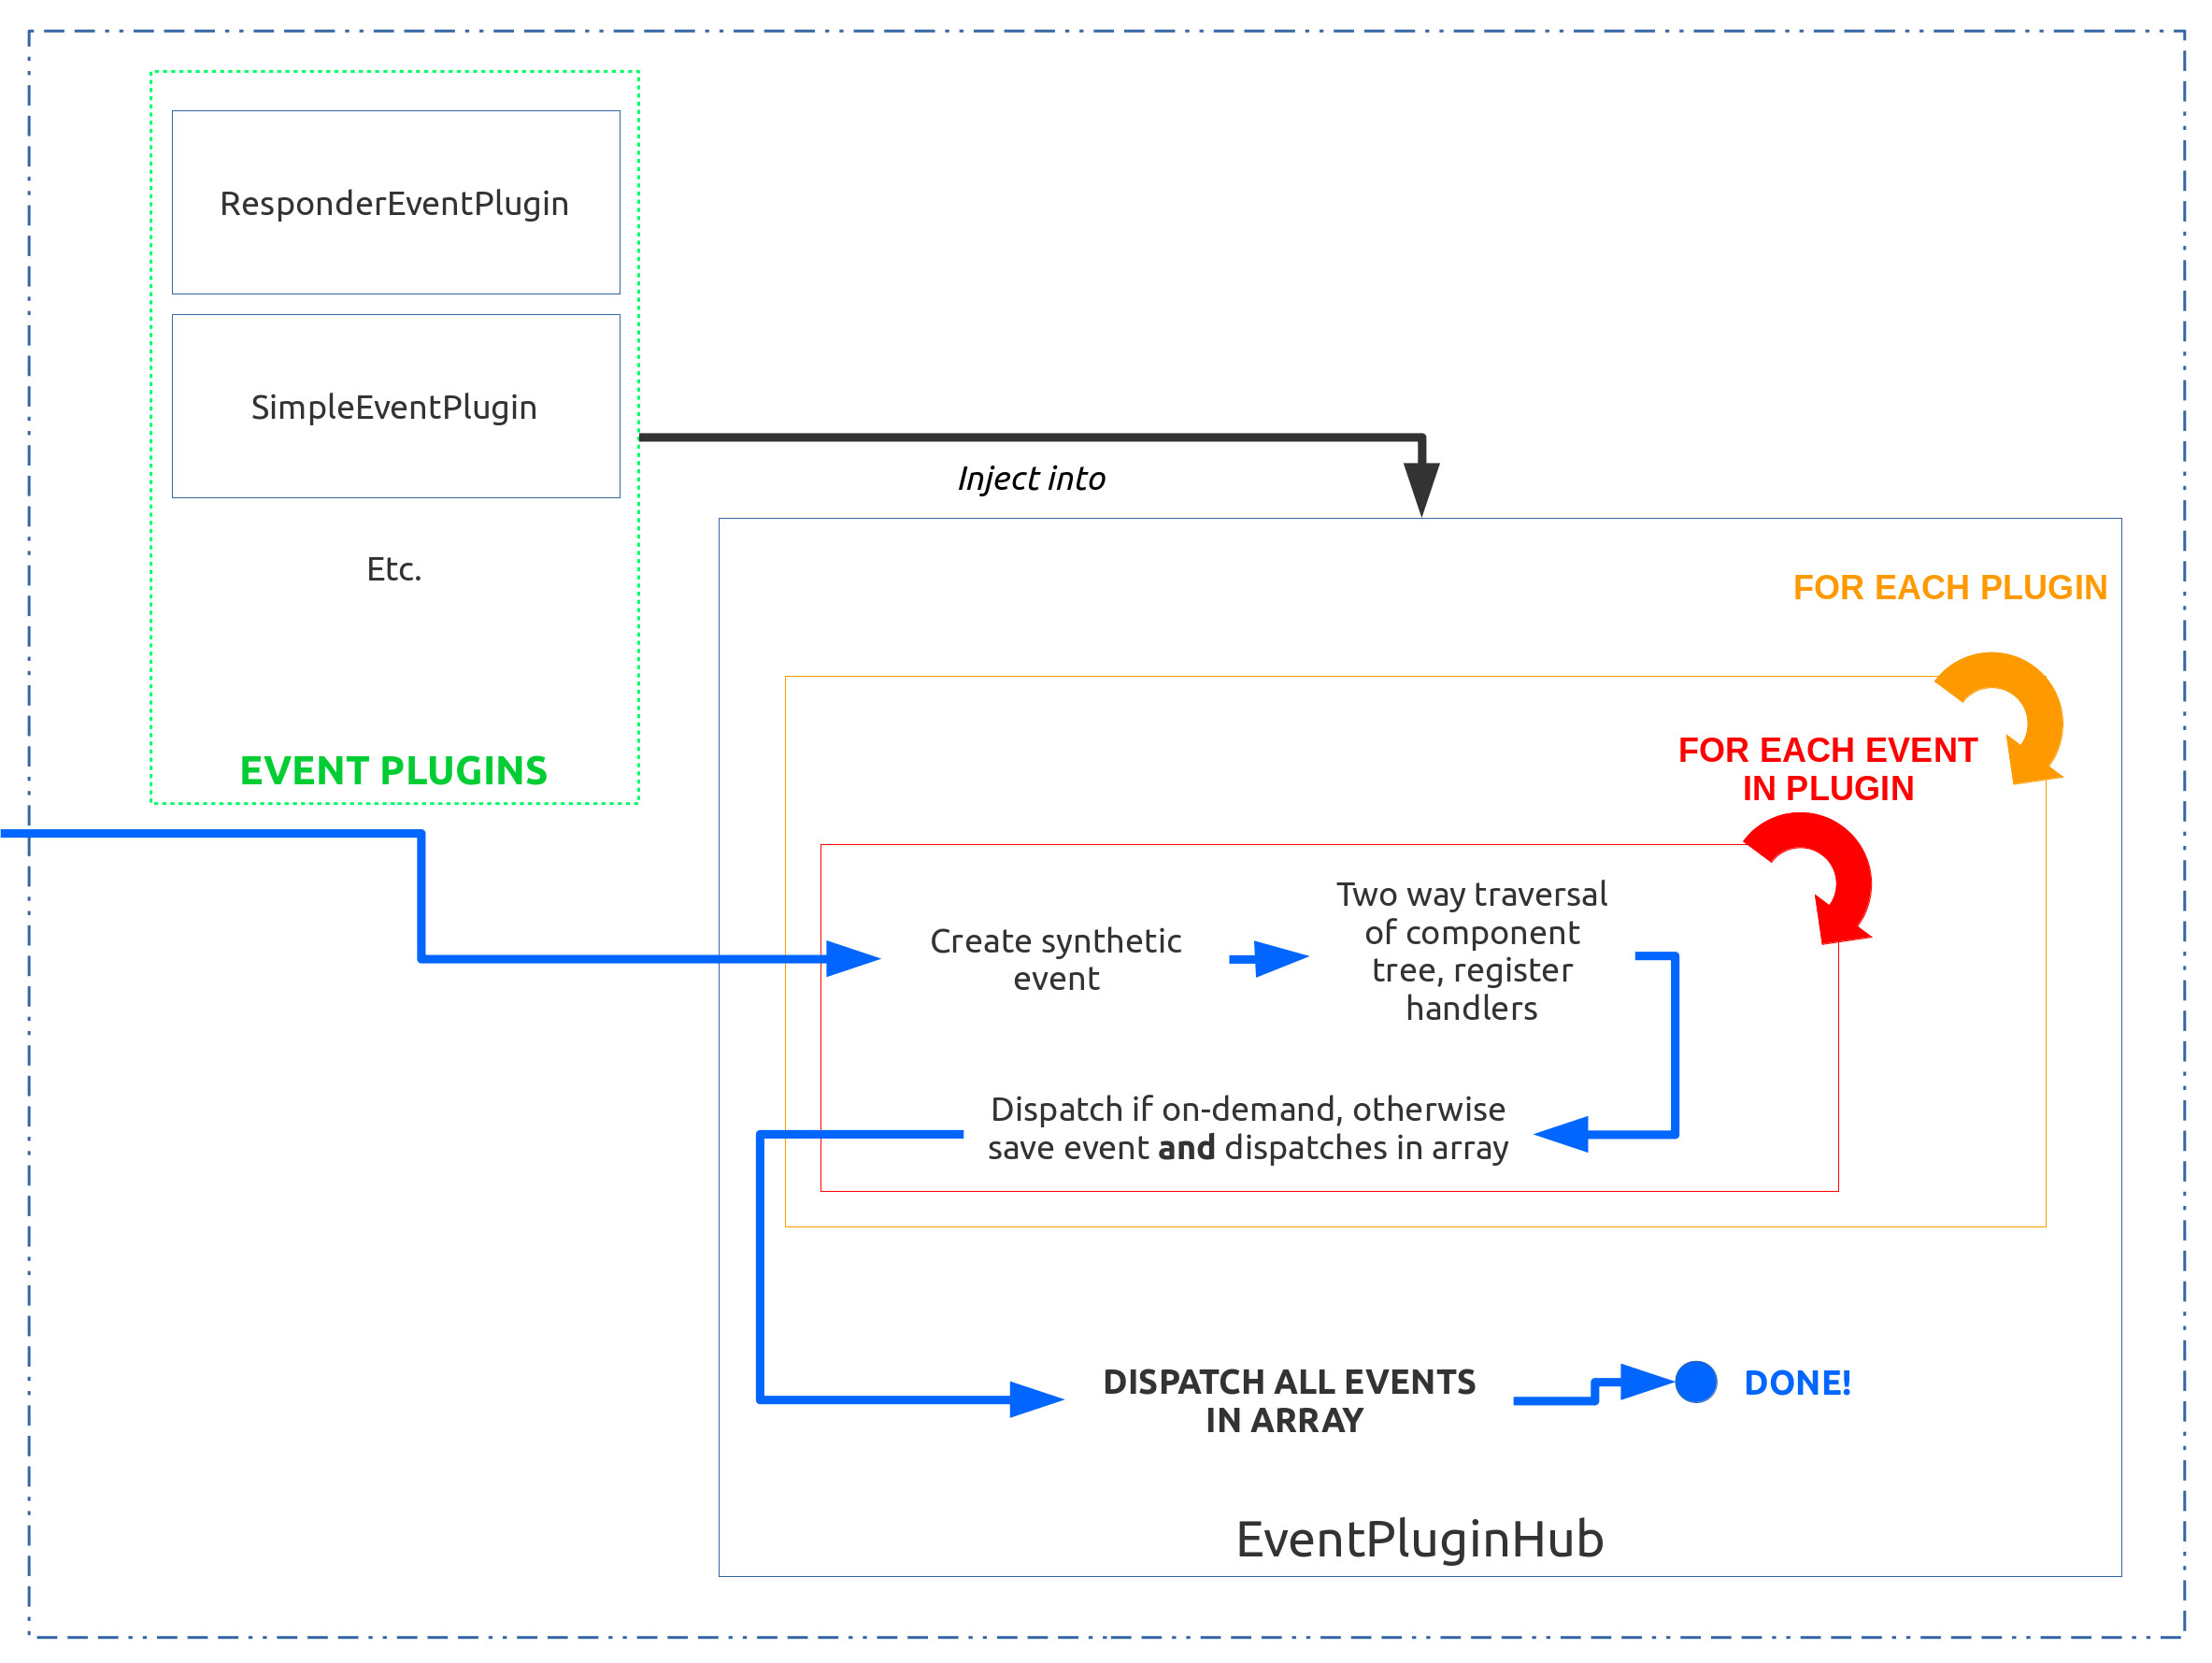 ResponderEventPlugin
SimpleEventPlugin
Etc.
EVENT PLUGINS
Inject into
FOR EACH PLUGIN
FOR EACH EVENT
IN PLUGIN
Create synthetic
event
Two way traversal
of component
tree, register
handlers
Dispatch if on-demand, otherwise
save event and dispatches in array
DISPATCH ALL EVENTS
IN ARRAY
DONE!
EventPluginHub